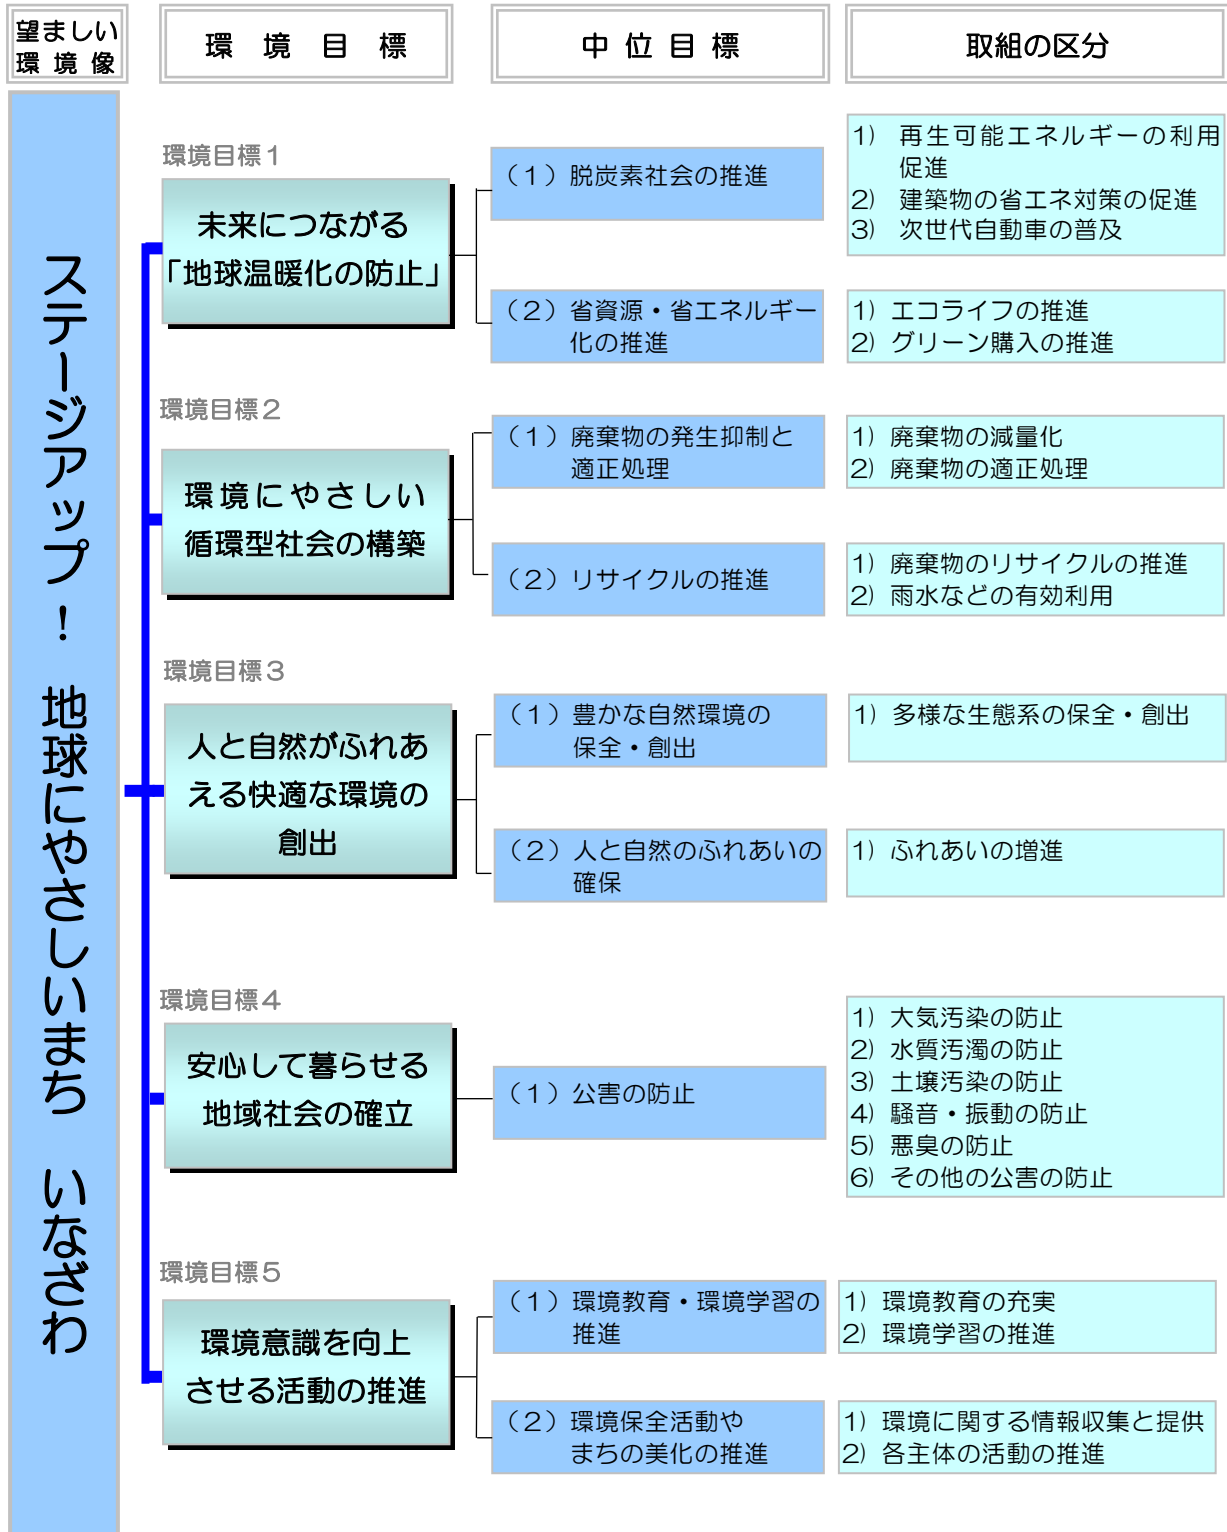 望ましい
環境像
環境目標
中位目標
取組の区分
ステージアップ！ 地球にやさしいまち いなざわ
環境目標１
未来につながる
「地球温暖化の防止」
（１）脱炭素社会の推進
1) 再生可能エネルギーの利用
促進
2) 建築物の省エネ対策の促進
3) 次世代自動車の普及
（２）省資源・省エネルギー
化の推進
1) エコライフの推進
2) グリーン購入の推進
環境目標２
環境にやさしい
循環型社会の構築
（１）廃棄物の発生抑制と
適正処理
1) 廃棄物の減量化
2) 廃棄物の適正処理
（２）リサイクルの推進
1) 廃棄物のリサイクルの推進
2) 雨水などの有効利用
環境目標３
人と自然がふれあ
える快適な環境の
創出
（１）豊かな自然環境の
保全・創出
1) 多様な生態系の保全・創出
（２）人と自然のふれあいの
確保
1) ふれあいの増進
環境目標４
安心して暮らせる
地域社会の確立
（１）公害の防止
1) 大気汚染の防止
2) 水質汚濁の防止
3) 土壌汚染の防止
4) 騒音・振動の防止
5) 悪臭の防止
6) その他の公害の防止
環境目標５
環境意識を向上
させる活動の推進
（１）環境教育・環境学習の
推進
1) 環境教育の充実
2) 環境学習の推進
（２）環境保全活動や
まちの美化の推進
1) 環境に関する情報収集と提供
2) 各主体の活動の推進